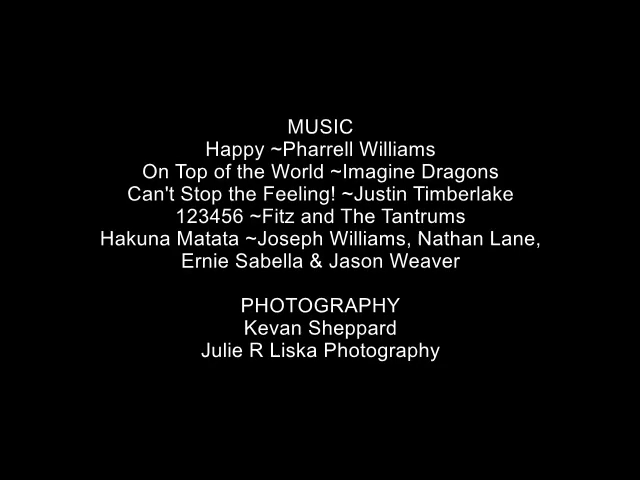 MUSIC
Happy ~Pharrell Williams
On Top of the World ~Imagine Dragons
Can't Stop the Feeling! ~Justin Timberlake
123456 ~Fitz and The Tantrums
Hakuna Matata ~Joseph Williams, Nathan Lane,
Ernie Sabella & Jason Weaver
PHOTOGRAPHY
Kevan Sheppard
Julie R Liska Photography